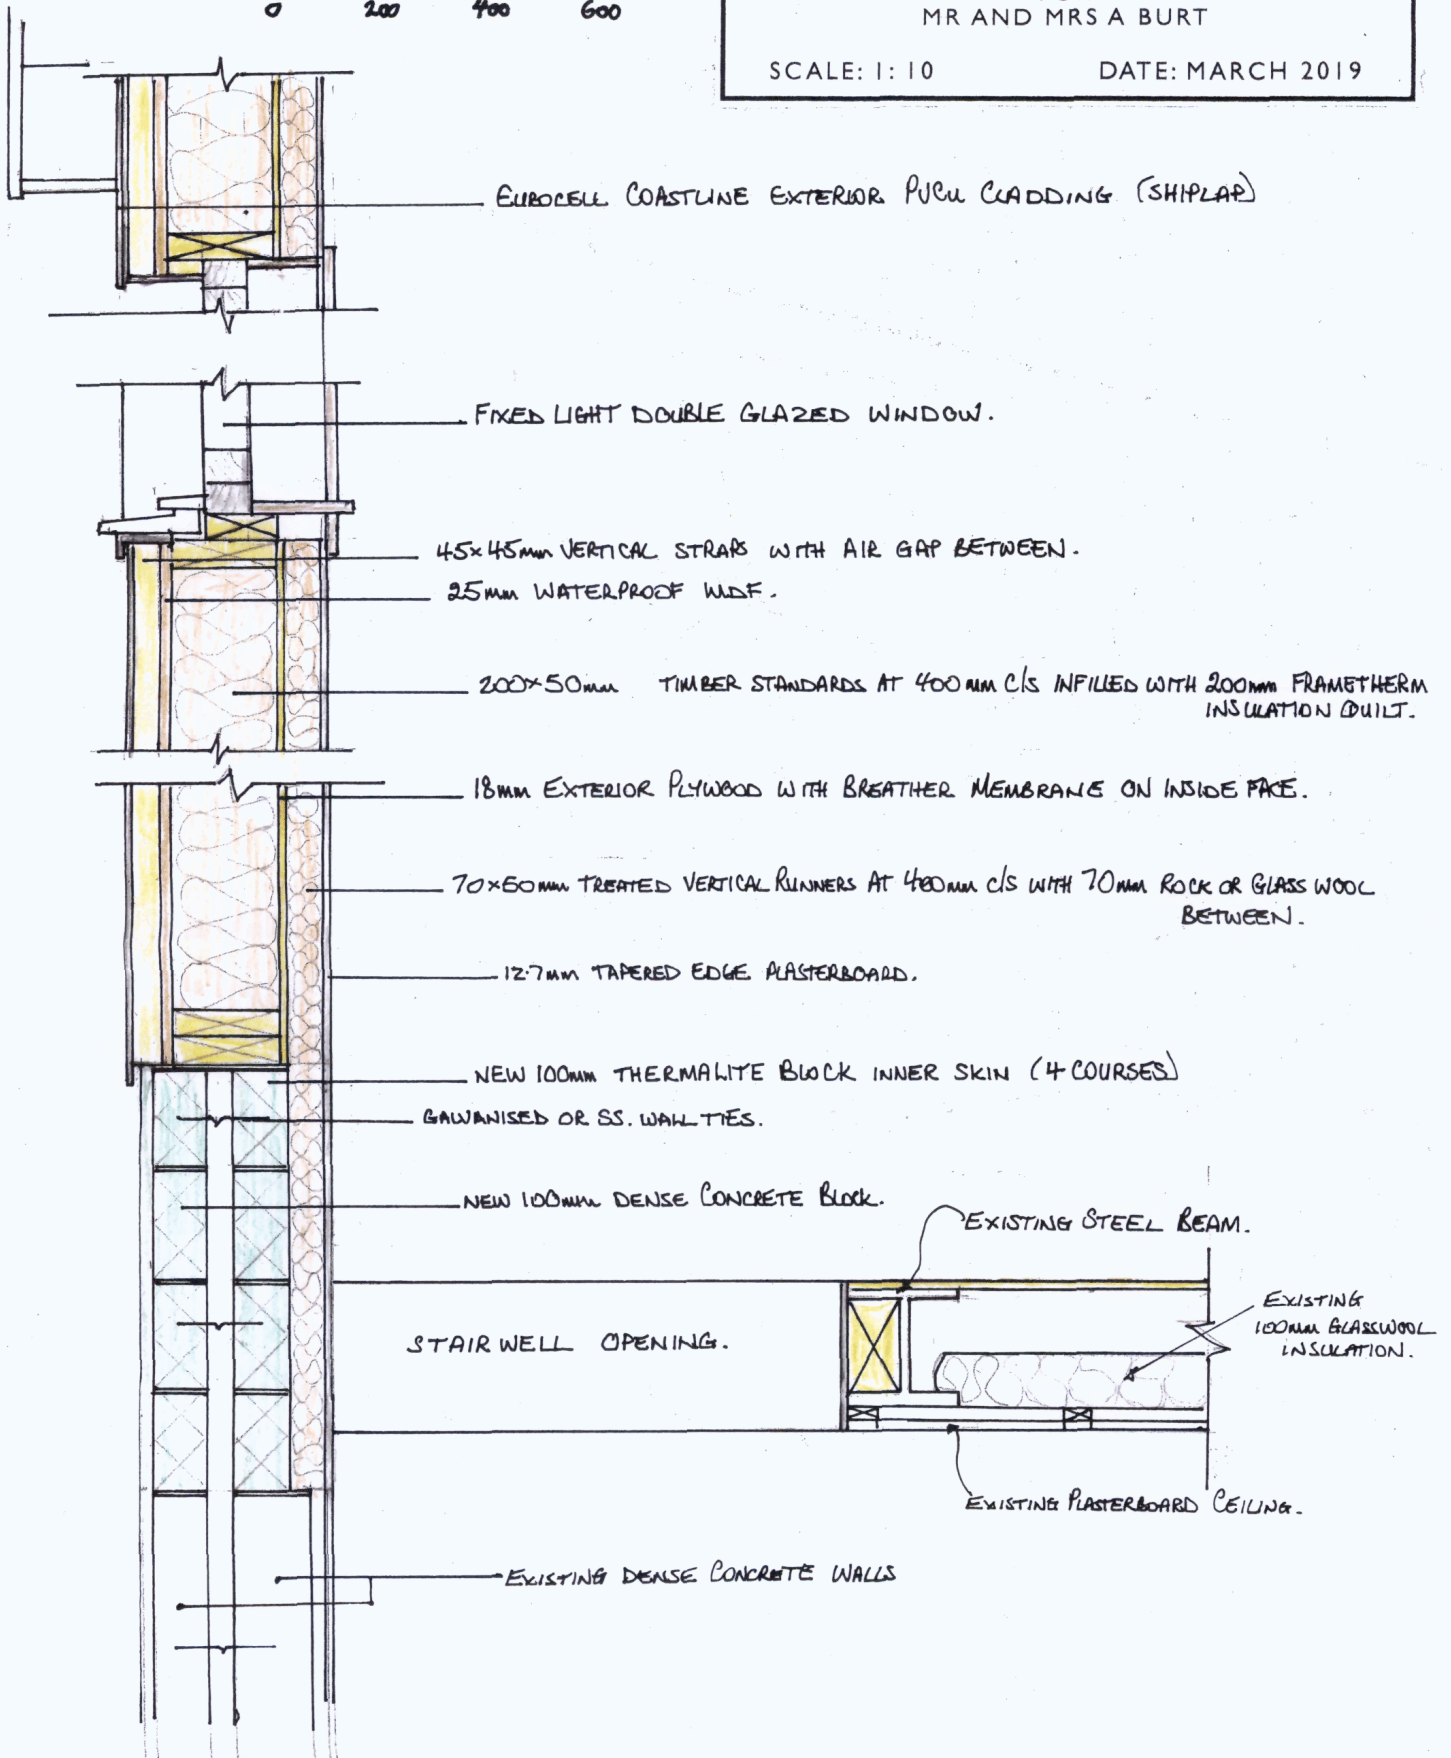 0 200 400 600
MR AND MRS A BURT
SCALE: 1:10 DATE: MARCH 2019
EUROCELL COASTLINE EXTERIOR PVCu CLADDING (SHIPLAP)
FIXED LIGHT DOUBLE GLAZED WINDOW.
45x45mm VERTICAL STRAPS WITH AIR GAP BETWEEN.
25mm WATERPROOF MDF.
200x50mm TIMBER STANDARDS AT 400mm C/S INFILLED WITH 200mm FRAMETHERM
INSULATION QUILT.
18mm EXTERIOR PLYWOOD WITH BREATHER MEMBRANE ON INSIDE FACE.
70x50mm TREATED VERTICAL RUNNERS AT 400mm C/S WITH 70mm ROCK OR GLASS WOOL
BETWEEN.
12.7mm TAPERED EDGE PLASTERBOARD.
NEW 100mm THERMALITE BLOCK INNER SKIN (4 COURSES)
GALVANISED OR SS. WALL TIES.
NEW 100mm DENSE CONCRETE BLOCK.
EXISTING STEEL BEAM.
EXISTING
100mm GLASSWOOL
INSULATION.
STAIRWELL OPENING.
EXISTING PLASTERBOARD CEILING.
EXISTING DENSE CONCRETE WALLS